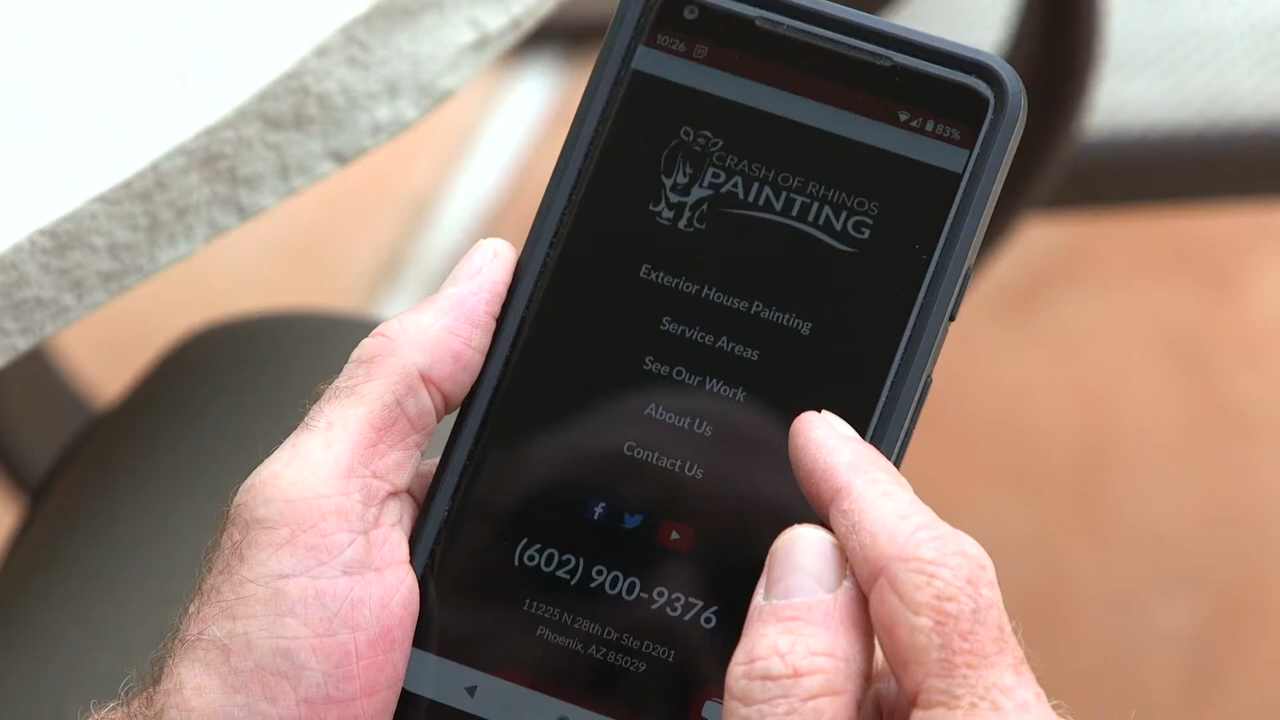 10:26
83%
CRASH OF RHINOS
PAINTING
Exterior House Painting
Service Areas
See Our Work
About Us
Contact Us
f
(602) 900-9376
11225 N 28th Dr Ste D201
Phoenix, AZ 85029